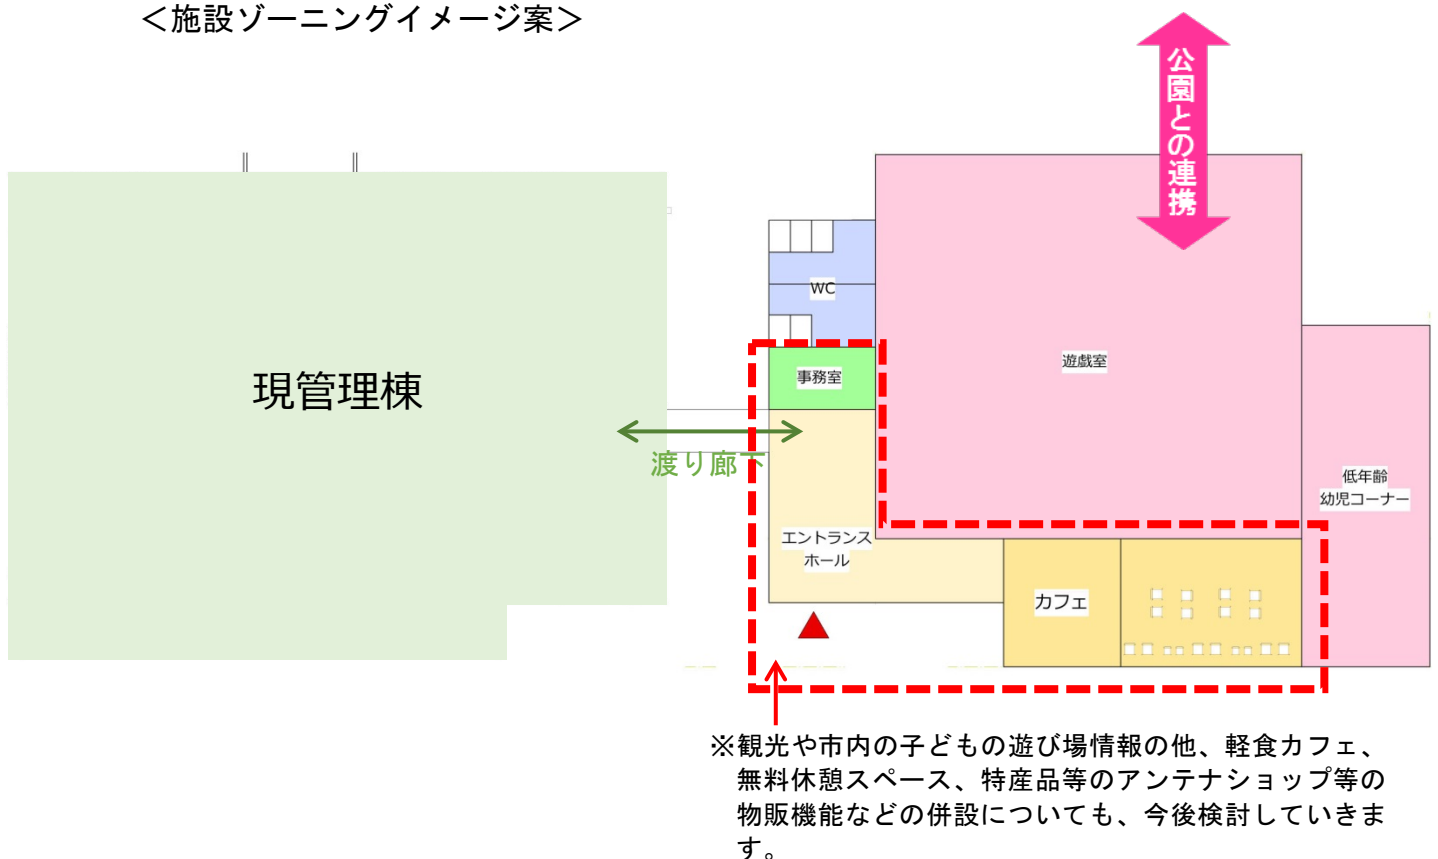 ＜施設ゾーニングイメージ案＞
公園との連携
WC
事務室
遊戯室
現管理棟
渡り廊下
低年齢
幼児コーナー
エントランス
ホール
カフェ
※観光や市内の子どもの遊び場情報の他、軽食カフェ、
無料休憩スペース、特産品等のアンテナショップ等の
物販機能などの併設についても、今後検討していきま
す。